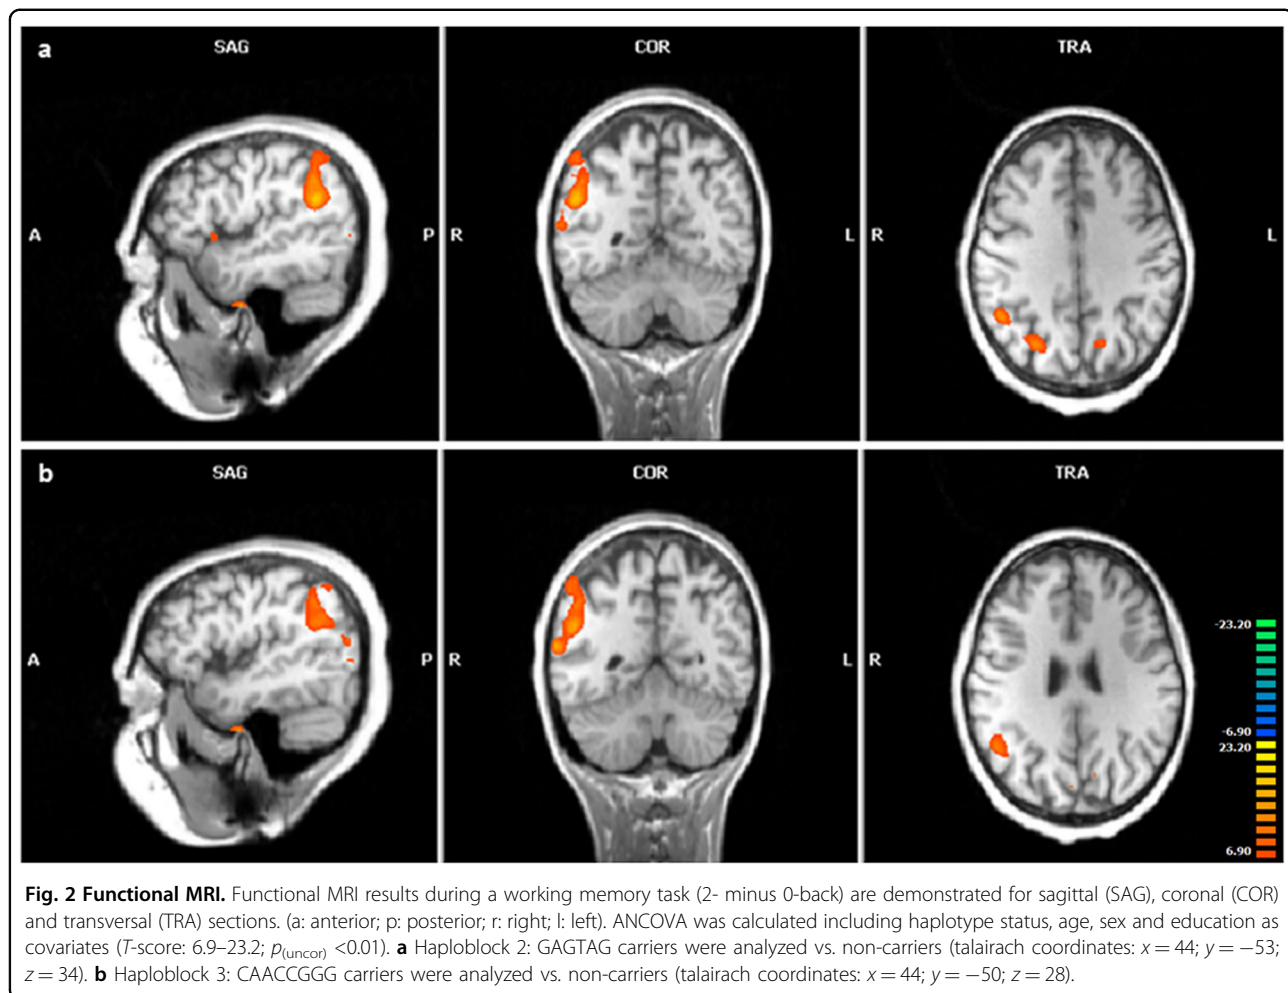 a
SAG
COR
TRA
A
P
R
L
R
L
b
SAG
COR
TRA
A
P
R
L
R
-23.20
-6.90
23.20
6.90
Fig. 2 Functional MRI. Functional MRI results during a working memory task (2- minus 0-back) are demonstrated for sagittal (SAG), coronal (COR)
and transversal (TRA) sections. (a: anterior; p: posterior; r: right; l: left). ANCOVA was calculated including haplotype status, age, sex and education as
covariates (T-score: 6.9–23.2; p(uncor) <0.01). a Haploblock 2: GAGTAG carriers were analyzed vs. non-carriers (talairach coordinates: x = 44; y = −53;
z = 34). b Haploblock 3: CAACCGGG carriers were analyzed vs. non-carriers (talairach coordinates: x = 44; y = −50; z = 28).